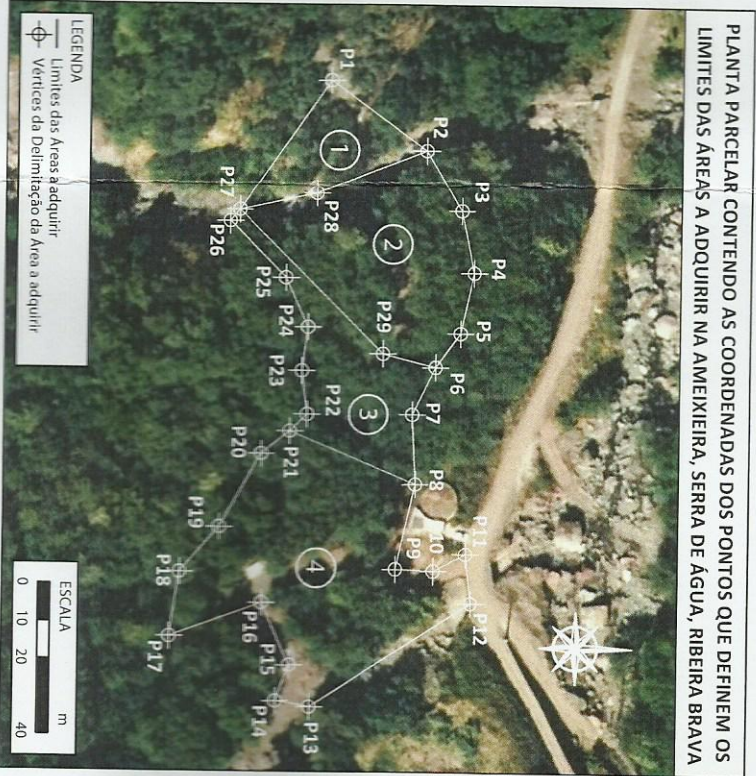 PLANTA PARCELAR CONTENDO AS COORDENADAS DOS PONTOS QUE DEFINEM OS
LIMITES DAS ÁREAS A ADQUIRIR NA AMEIXIEIRA, SERRA DE ÁGUA, RIBEIRA BRAVA
P1
P2
P3
P4
P5
P6
P7
P8
P9
10
P11
P12
P13
P14
P15
P16
P17
P18
P19
P20
P21
P22
P23
P24
P25
P26
P27
P28
P29
1
2
3
4
LEGENDA
Limites das Áreas a adquirir
Vértices da Delimitação da Área a adquirir
ESCALA
m
0 10 20 40